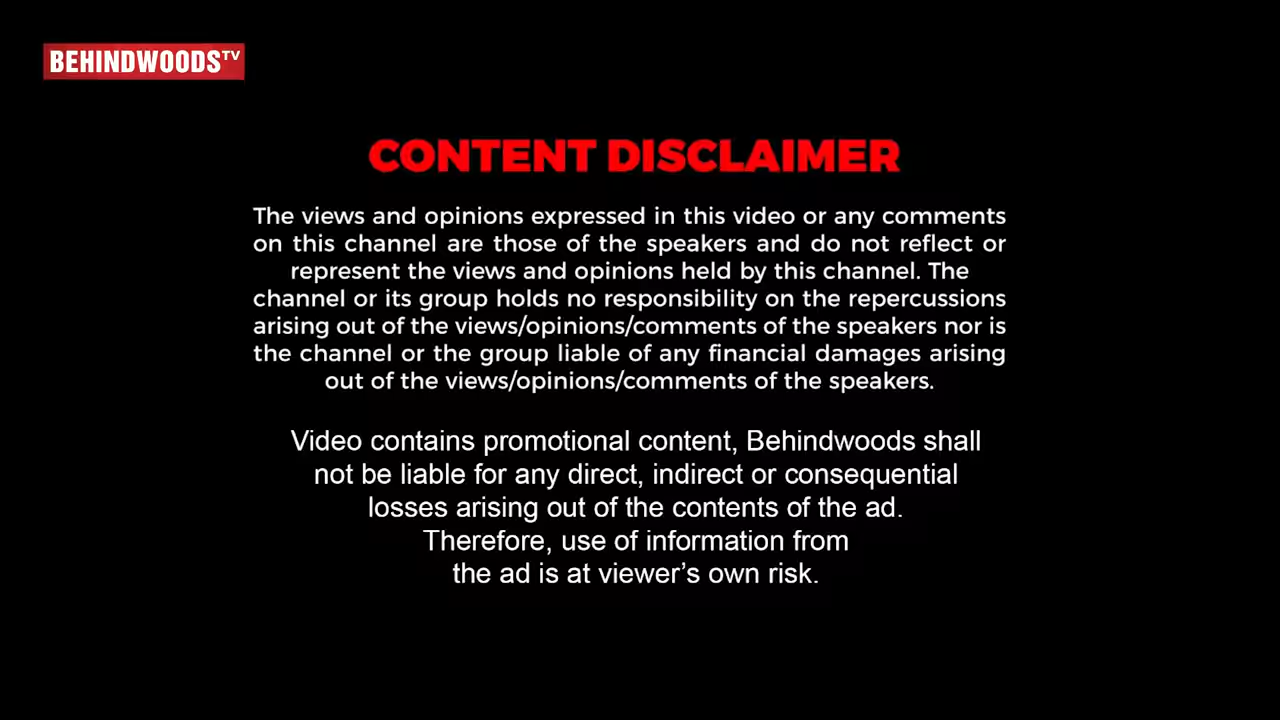 BEHINDWOODS TV
CONTENT DISCLAIMER
The views and opinions expressed in this video or any comments
on this channel are those of the speakers and do not reflect or
represent the views and opinions held by this channel. The
channel or its group holds no responsibility on the repercussions
arising out of the views/opinions/comments of the speakers nor is
the channel or the group liable of any financial damages arising
out of the views/opinions/comments of the speakers.
Video contains promotional content, Behindwoods shall
not be liable for any direct, indirect or consequential
losses arising out of the contents of the ad.
Therefore, use of information from
the ad is at viewer’s own risk.